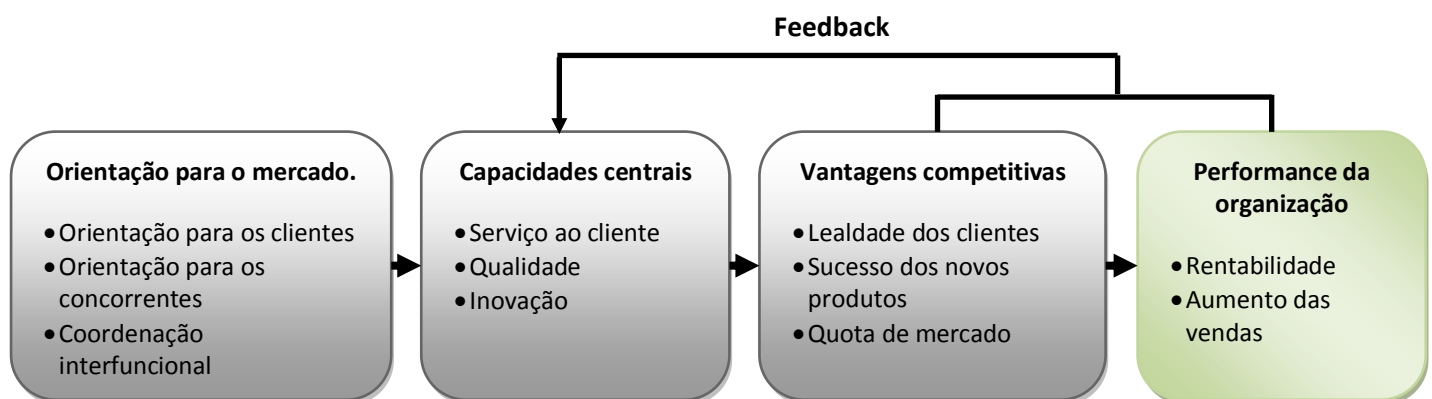 Feedback
Orientação para o mercado.
• Orientação para os clientes
• Orientação para os
concorrentes
• Coordenação
interfuncional
Capacidades centrais
• Serviço ao cliente
• Qualidade
• Inovação
Vantagens competitivas
• Lealdade dos clientes
• Sucesso dos novos
produtos
• Quota de mercado
Performance da
organização
• Rentabilidade
• Aumento das
vendas